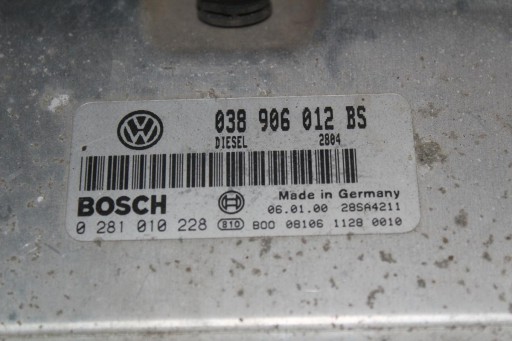 038 906 012 BS
DIESEL 2804
BOSCH Made in Germany
06.01.00 28SA4211
0 281 010 228 810 B00 08106 1128 0010